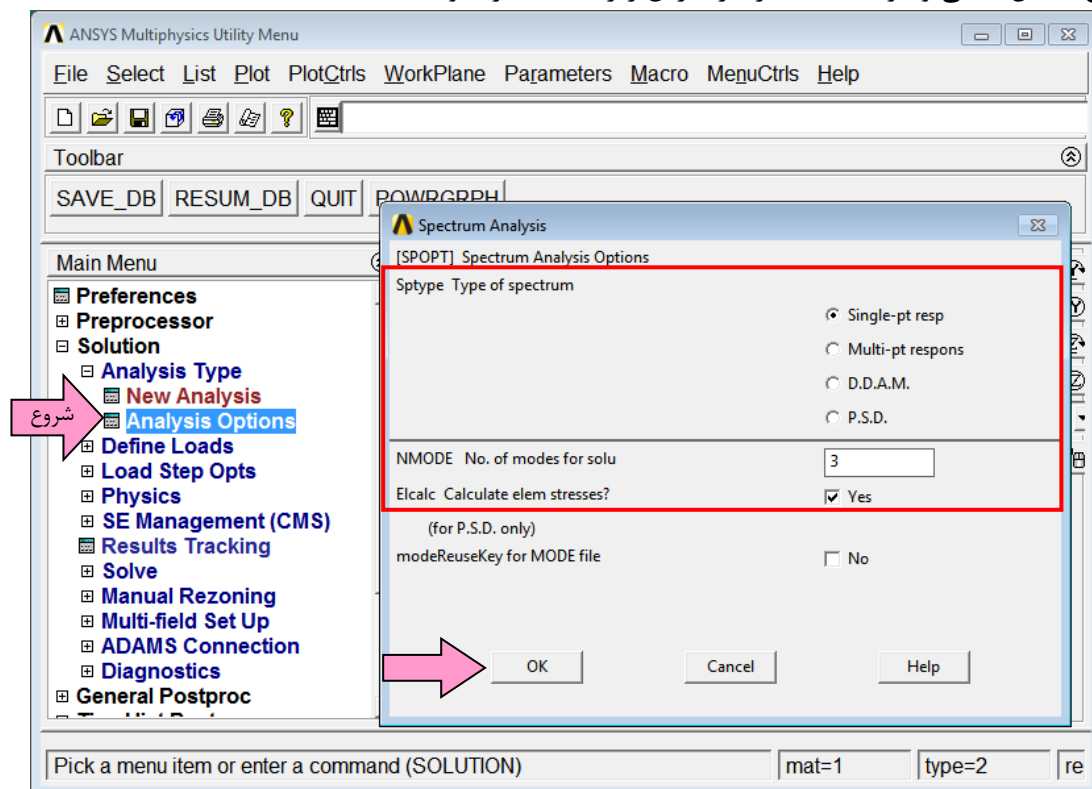 ANSYS Multiphysics Utility Menu
File Select List Plot PlotCtrls WorkPlane Parameters Macro MenuCtrls Help
Toolbar
SAVE_DB RESUM_DB QUIT POWRGRPH
Main Menu
Preferences
Preprocessor
Solution
Analysis Type
New Analysis
شروع
Analysis Options
Define Loads
Load Step Opts
Physics
SE Management (CMS)
Results Tracking
Solve
Manual Rezoning
Multi-field Set Up
ADAMS Connection
Diagnostics
General Postproc
Spectrum Analysis
[SPOPT] Spectrum Analysis Options
Sptype Type of spectrum
Single-pt resp
Multi-pt respons
D.D.A.M.
P.S.D.
NMODE No. of modes for solu 3
Elcalc Calculate elem stresses? Yes
(for P.S.D. only)
modeReuseKey for MODE file No
OK Cancel Help
Pick a menu item or enter a command (SOLUTION) mat=1 type=2 re